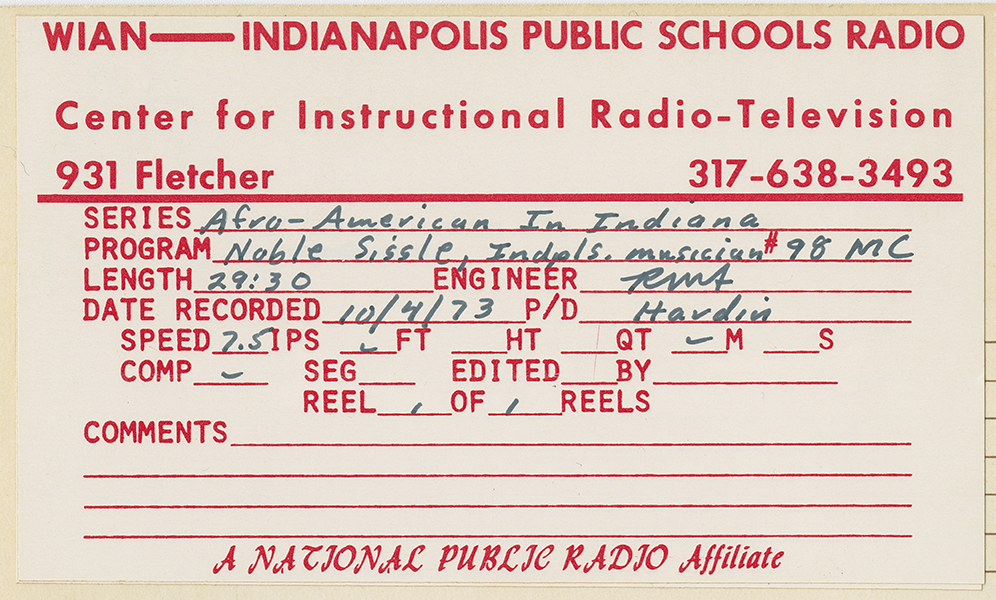 WIAN—INDIANAPOLIS PUBLIC SCHOOLS RADIO
Center for Instructional Radio-Television
931 Fletcher 317-638-3493
SERIES Afro-American In Indiana
PROGRAM Noble Sissle, Indpls. musician #98 MC
LENGTH 29:30 ENGINEER
DATE RECORDED 10/4/73 P/D Hardin
SPEED 7.5 IPS ✓ FT HT QT ✓ M S
COMP ✓ SEG EDITED BY
REEL 1 OF 1 REELS
COMMENTS
A NATIONAL PUBLIC RADIO Affiliate